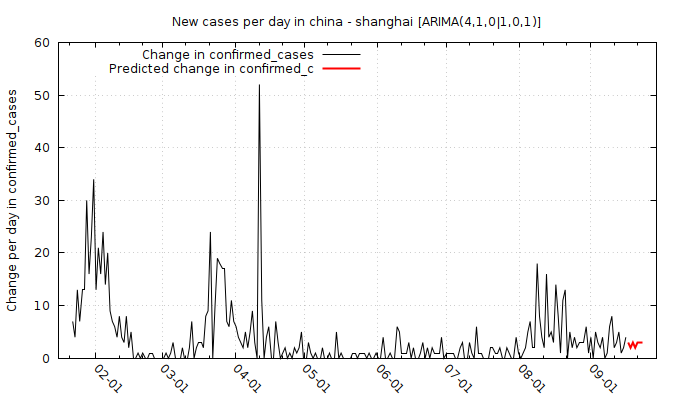 New cases per day in china - shanghai [ARIMA(4,1,0|1,0,1)]
Change in confirmed_cases
Predicted change in confirmed_c
Change per day in confirmed_cases
60
50
40
30
20
10
0
02-01 03-01 04-01 05-01 06-01 07-01 08-01 09-01